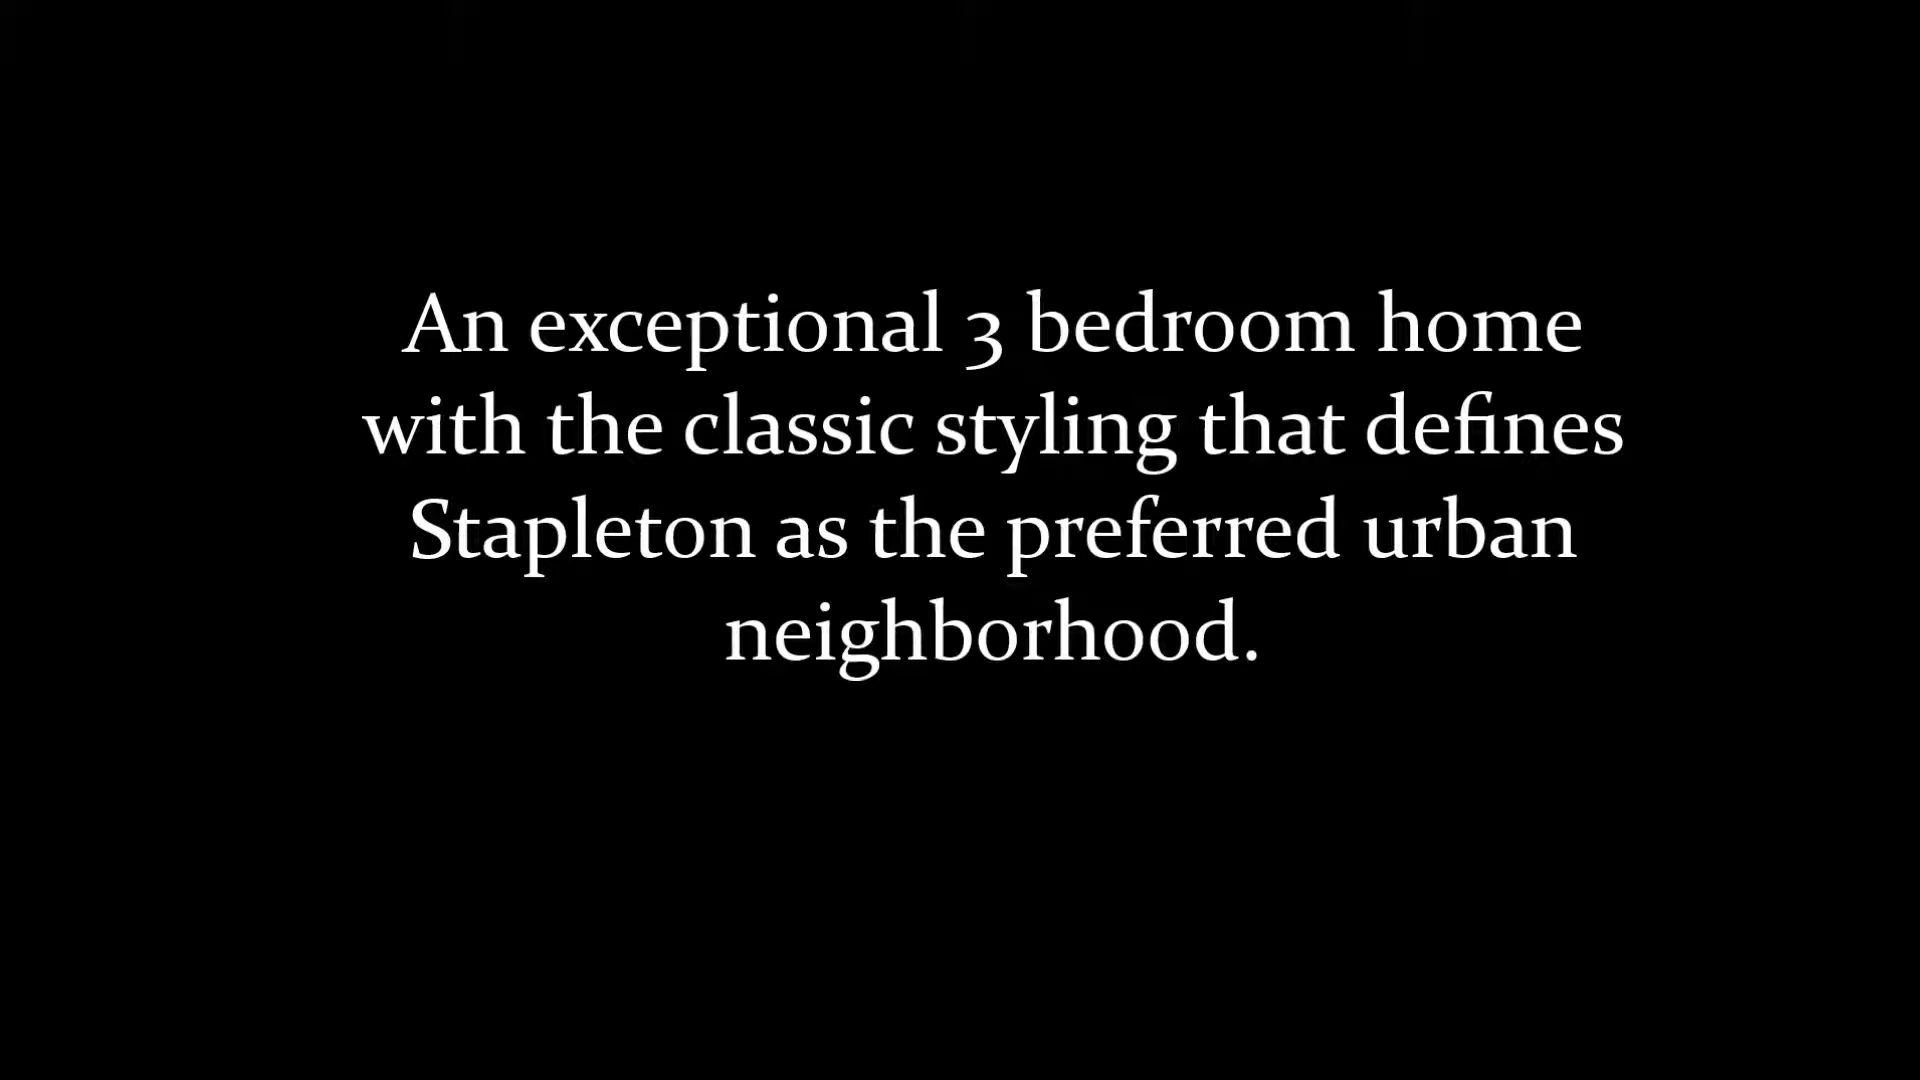 An exceptional 3 bedroom home
with the classic styling that defines
Stapleton as the preferred urban
neighborhood.